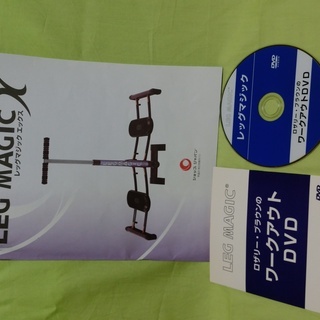 LEG MAGIC X
レッグマジック エックス
DVD
レッグマジック
ロザリー・ブラウンの
ワークアウトDVD
LEG MAGIC
DVD
ロザリー・ブラウンの
ワークアウト
DVD